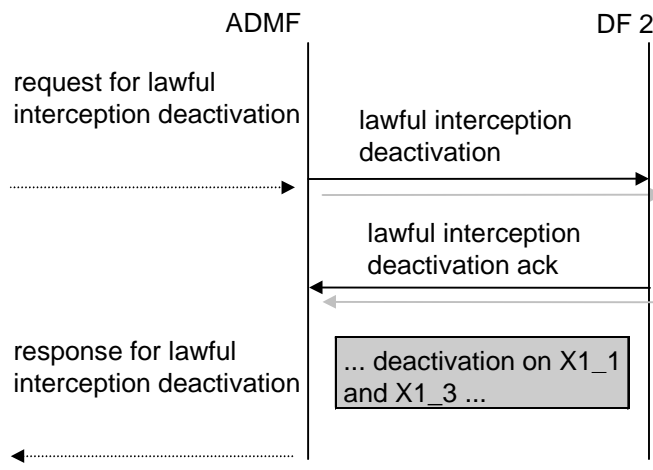 ADMF
DF 2
request for lawful
interception deactivation
lawful interception
deactivation
lawful interception
deactivation ack
response for lawful
interception deactivation
... deactivation on X1_1
and X1_3 ...